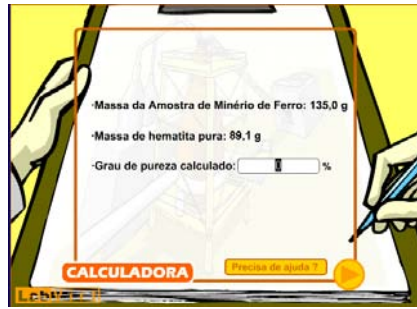 ·Massa da Amostra de Minério de Ferro: 135,0 g
·Massa de hematita pura: 89,1 g
·Grau de pureza calculado: 0 %
CALCULADORA
Precisa de ajuda ?